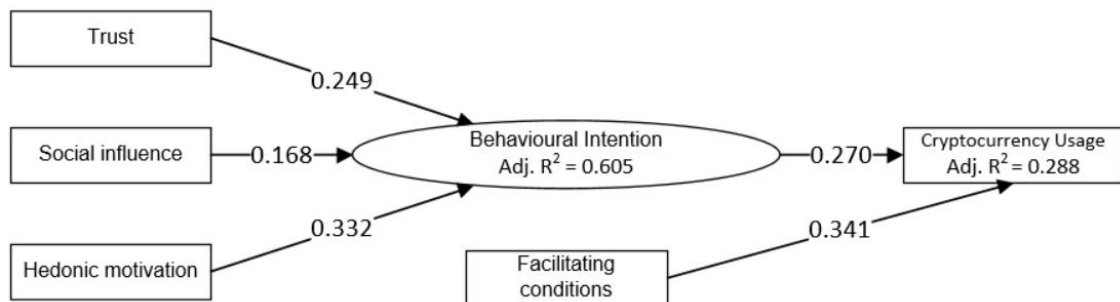 Trust
0.249
Social influence
0.168
Behavioural Intention
Adj. R² = 0.605
0.270
Cryptocurrency Usage
Adj. R² = 0.288
0.332
0.341
Hedonic motivation
Facilitating
conditions